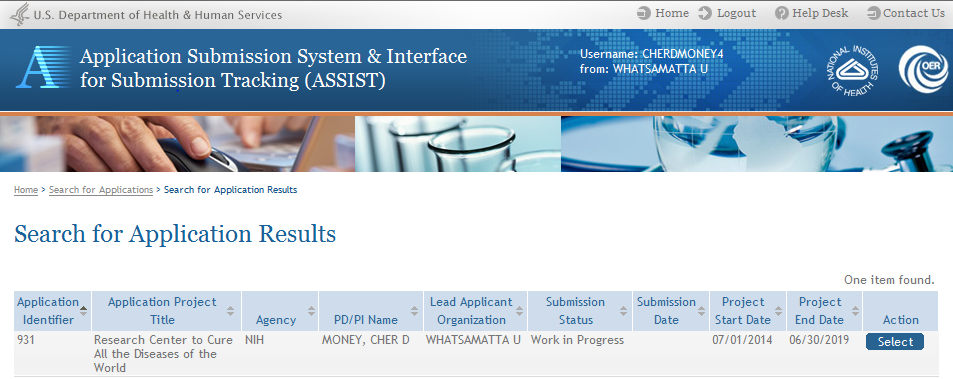 U.S. Department of Health & Human Services
Home Logout Help Desk Contact Us
Application Submission System & Interface
for Submission Tracking (ASSIST)
Username: CHERDMONEY4
from: WHATSAMATTA U
NATIONAL INSTITUTES
OF HEALTH
OER
Home > Search for Applications > Search for Application Results
Search for Application Results
One item found.
Application Identifier Application Project Title Agency PD/PI Name Lead Applicant Organization Submission Status Submission Date Project Start Date Project End Date Action
931 Research Center to Cure NIH MONEY, CHER D WHATSAMATTA U Work in Progress 07/01/2014 06/30/2019 Select
All the Diseases of the
World